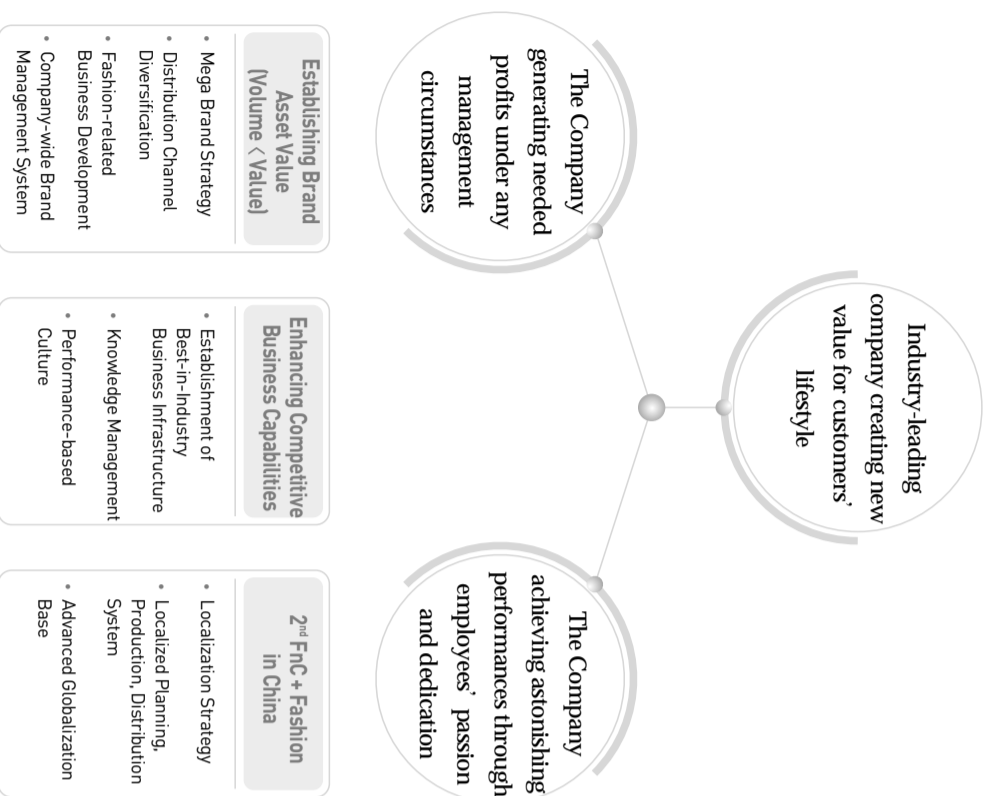 Industry-leading
company creating new
value for customers’
lifestyle
The Company
generating needed
profits under any
management
circumstances
The Company
achieving astonishing
performances through
employees’ passion
and dedication
Establishing Brand
Asset Value
(Volume < Value)
• Mega Brand Strategy
• Distribution Channel
Diversification
• Fashion-related
Business Development
• Company-wide Brand
Management System
Enhancing Competitive
Business Capabilities
• Establishment of
Best-in-Industry
Business Infrastructure
• Knowledge Management
• Performance-based
Culture
2nd FnC + Fashion
in China
• Localization Strategy
• Localized Planning,
Production, Distribution
System
• Advanced Globalization
Base